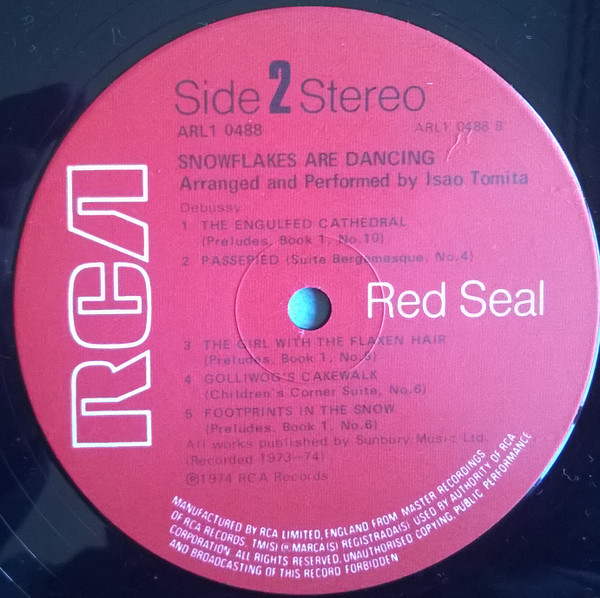 Side 2 Stereo
ARL1 0488 ARL1 0488 B
SNOWFLAKES ARE DANCING
Arranged and Performed by Isao Tomita
Debussy
1 THE ENGULFED CATHEDRAL
(Preludes, Book 1, No.10)
2 PASSEPIED (Suite Bergamesque, No.4)
RCA
Red Seal
3 THE GIRL WITH THE FLAXEN HAIR
(Preludes, Book 1, No.8)
4 GOLLIWOG'S CAKEWALK
(Children's Corner Suite, No.6)
5 FOOTPRINTS IN THE SNOW
(Preludes, Book 1, No.6)
All works published by Sunbury Music Ltd.
(Recorded 1973-74)
℗1974 RCA Records
MANUFACTURED BY RCA LIMITED, ENGLAND FROM MASTER RECORDINGS
OF RCA RECORDS. TM(S) ® MARCA(S) REGISTRADA(S) USED BY AUTHORITY OF RCA
CORPORATION. ALL RIGHTS RESERVED. UNAUTHORISED COPYING, PUBLIC PERFORMANCE
AND BROADCASTING OF THIS RECORD FORBIDDEN